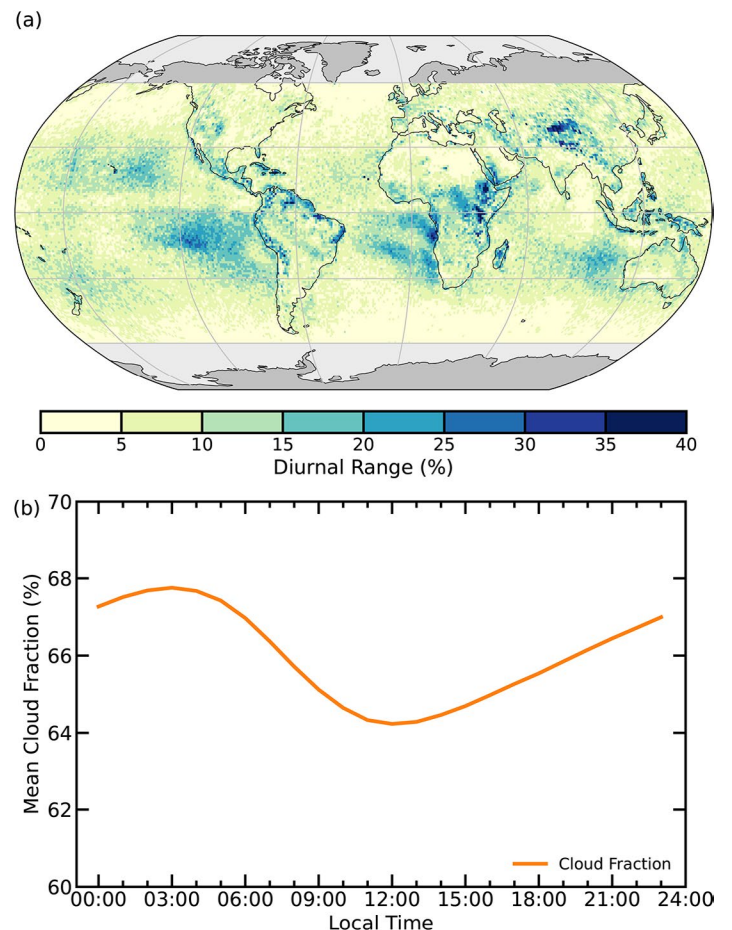 (a)
0 5 10 15 20 25 30 35 40
Diurnal Range (%)
(b)
70
68
66
64
62
60
Mean Cloud Fraction (%)
Cloud Fraction
00:00 03:00 06:00 09:00 12:00 15:00 18:00 21:00 24:00
Local Time